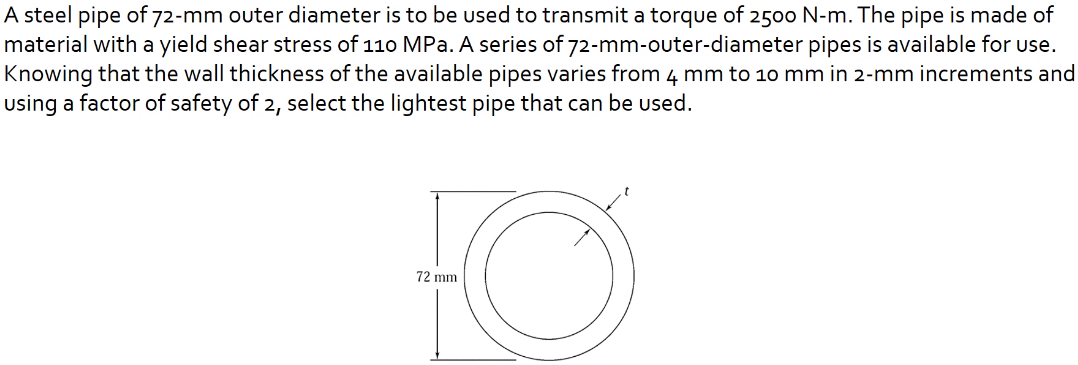 A steel pipe of 72-mm outer diameter is to be used to transmit a torque of 2500 N-m. The pipe is made of
material with a yield shear stress of 110 MPa. A series of 72-mm-outer-diameter pipes is available for use.
Knowing that the wall thickness of the available pipes varies from 4 mm to 10 mm in 2-mm increments and
using a factor of safety of 2, select the lightest pipe that can be used.
t
72 mm